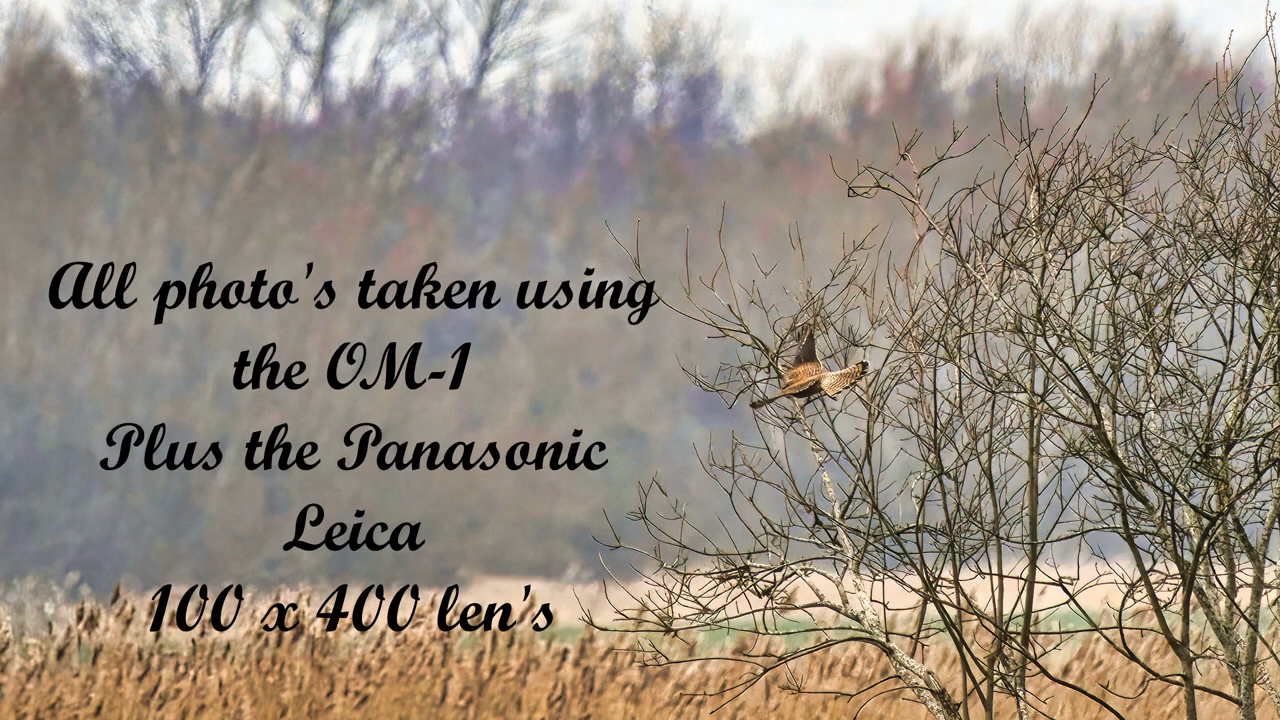 All photo's taken using
the OM-1
Plus the Panasonic
Leica
100 x 400 len's